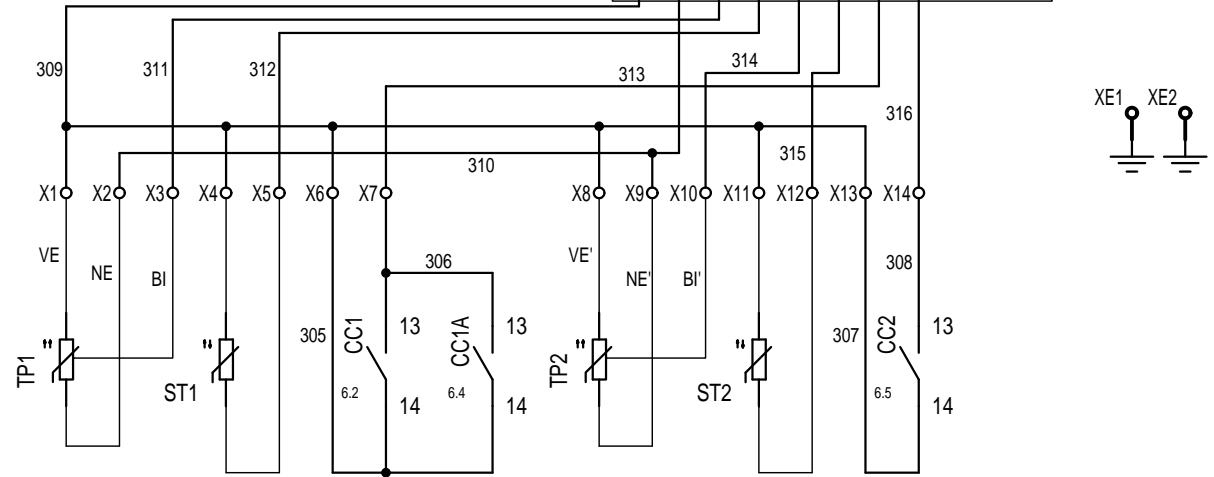 309
311
312
313
314
316
XE1
XE2
310
315
X1
X2
X3
X4
X5
X6
X7
X8
X9
X10
X11
X12
X13
X14
VE
NE
BI
306
VE'
NE'
BI'
308
305
CC1
13
CC1A
13
307
CC2
13
TP1
ST1
6.2
14
6.4
14
TP2
ST2
6.5
14